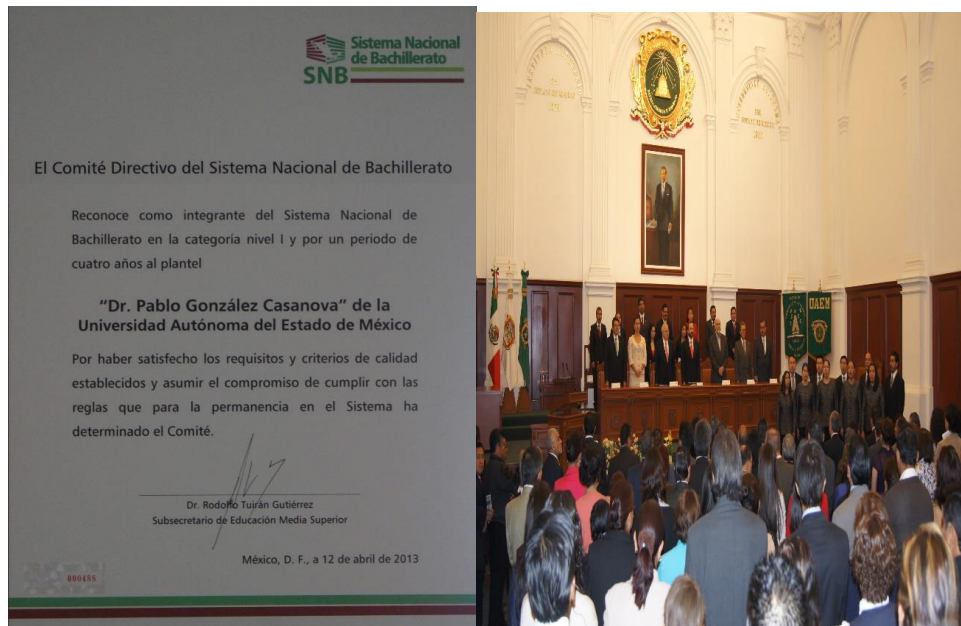 Sistema Nacional
de Bachillerato
SNB
El Comité Directivo del Sistema Nacional de Bachillerato
Reconoce como integrante del Sistema Nacional de
Bachillerato en la categoría nivel I y por un periodo de
cuatro años al plantel
“Dr. Pablo González Casanova” de la
Universidad Autónoma del Estado de México
Por haber satisfecho los requisitos y criterios de calidad
establecidos y asumir el compromiso de cumplir con las
reglas que para la permanencia en el Sistema ha
determinado el Comité.
Dr. Rodolfo Tuirán Gutiérrez
Subsecretario de Educación Media Superior
México, D. F., a 12 de abril de 2013
000488
UAEM